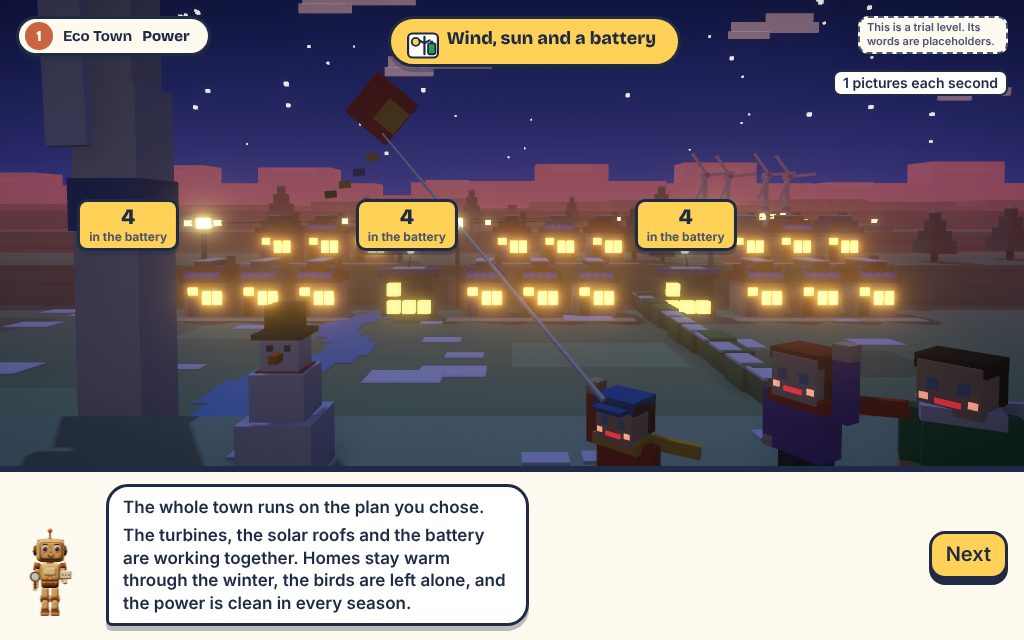 1 Eco Town Power
Wind, sun and a battery
This is a trial level. Its
words are placeholders.
1 pictures each second
4
in the battery
4
in the battery
4
in the battery
The whole town runs on the plan you chose.
The turbines, the solar roofs and the battery
are working together. Homes stay warm
through the winter, the birds are left alone, and
the power is clean in every season.
Next